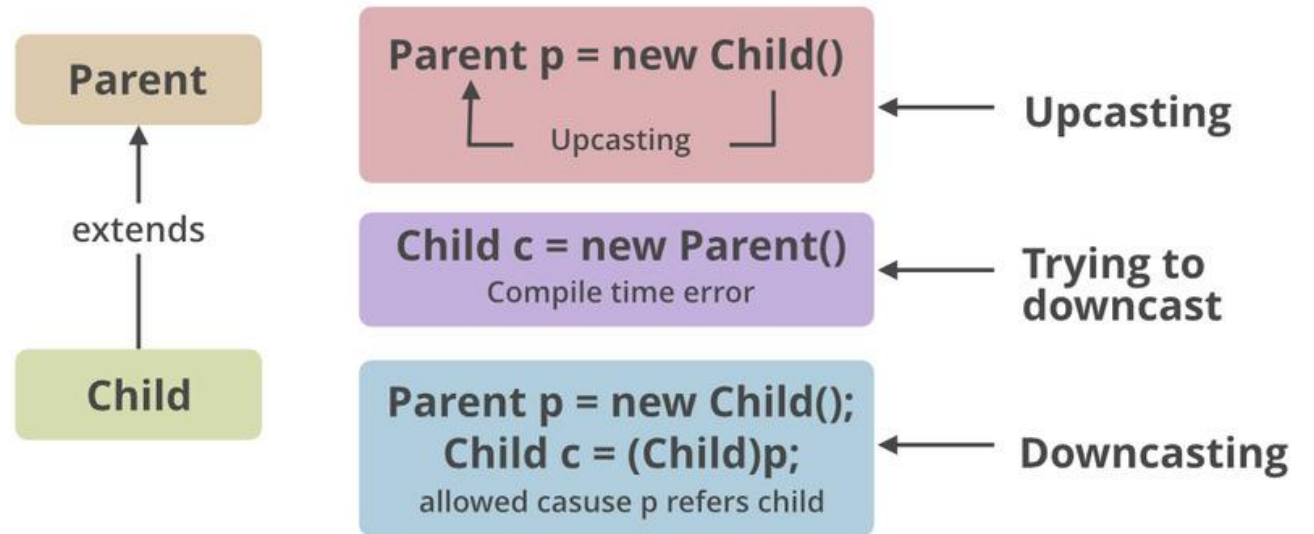 Parent
extends
Child
Parent p = new Child()
Upcasting
Upcasting
Child c = new Parent()
Compile time error
Trying to
downcast
Parent p = new Child();
Child c = (Child)p;
allowed casuse p refers child
Downcasting